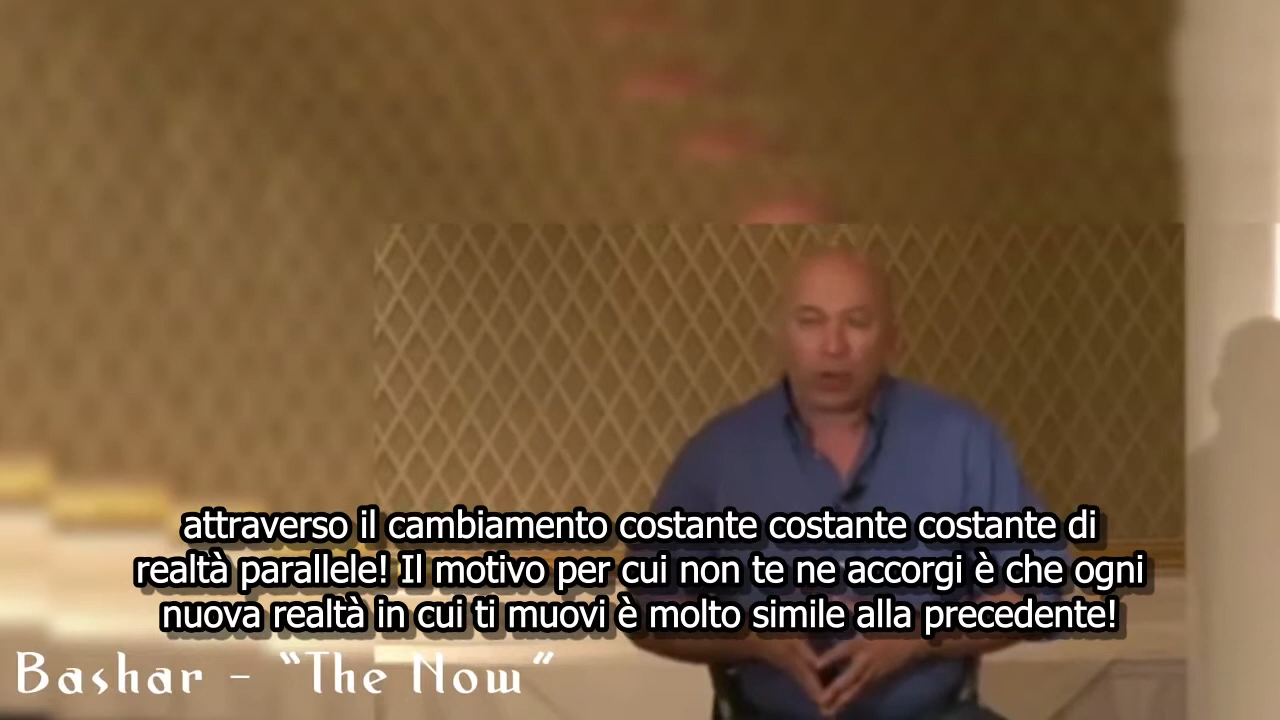 attraverso il cambiamento costante costante costante di
realtà parallele! Il motivo per cui non te ne accorgi è che ogni
nuova realtà in cui ti muovi è molto simile alla precedente!
Bashar - "The Now"